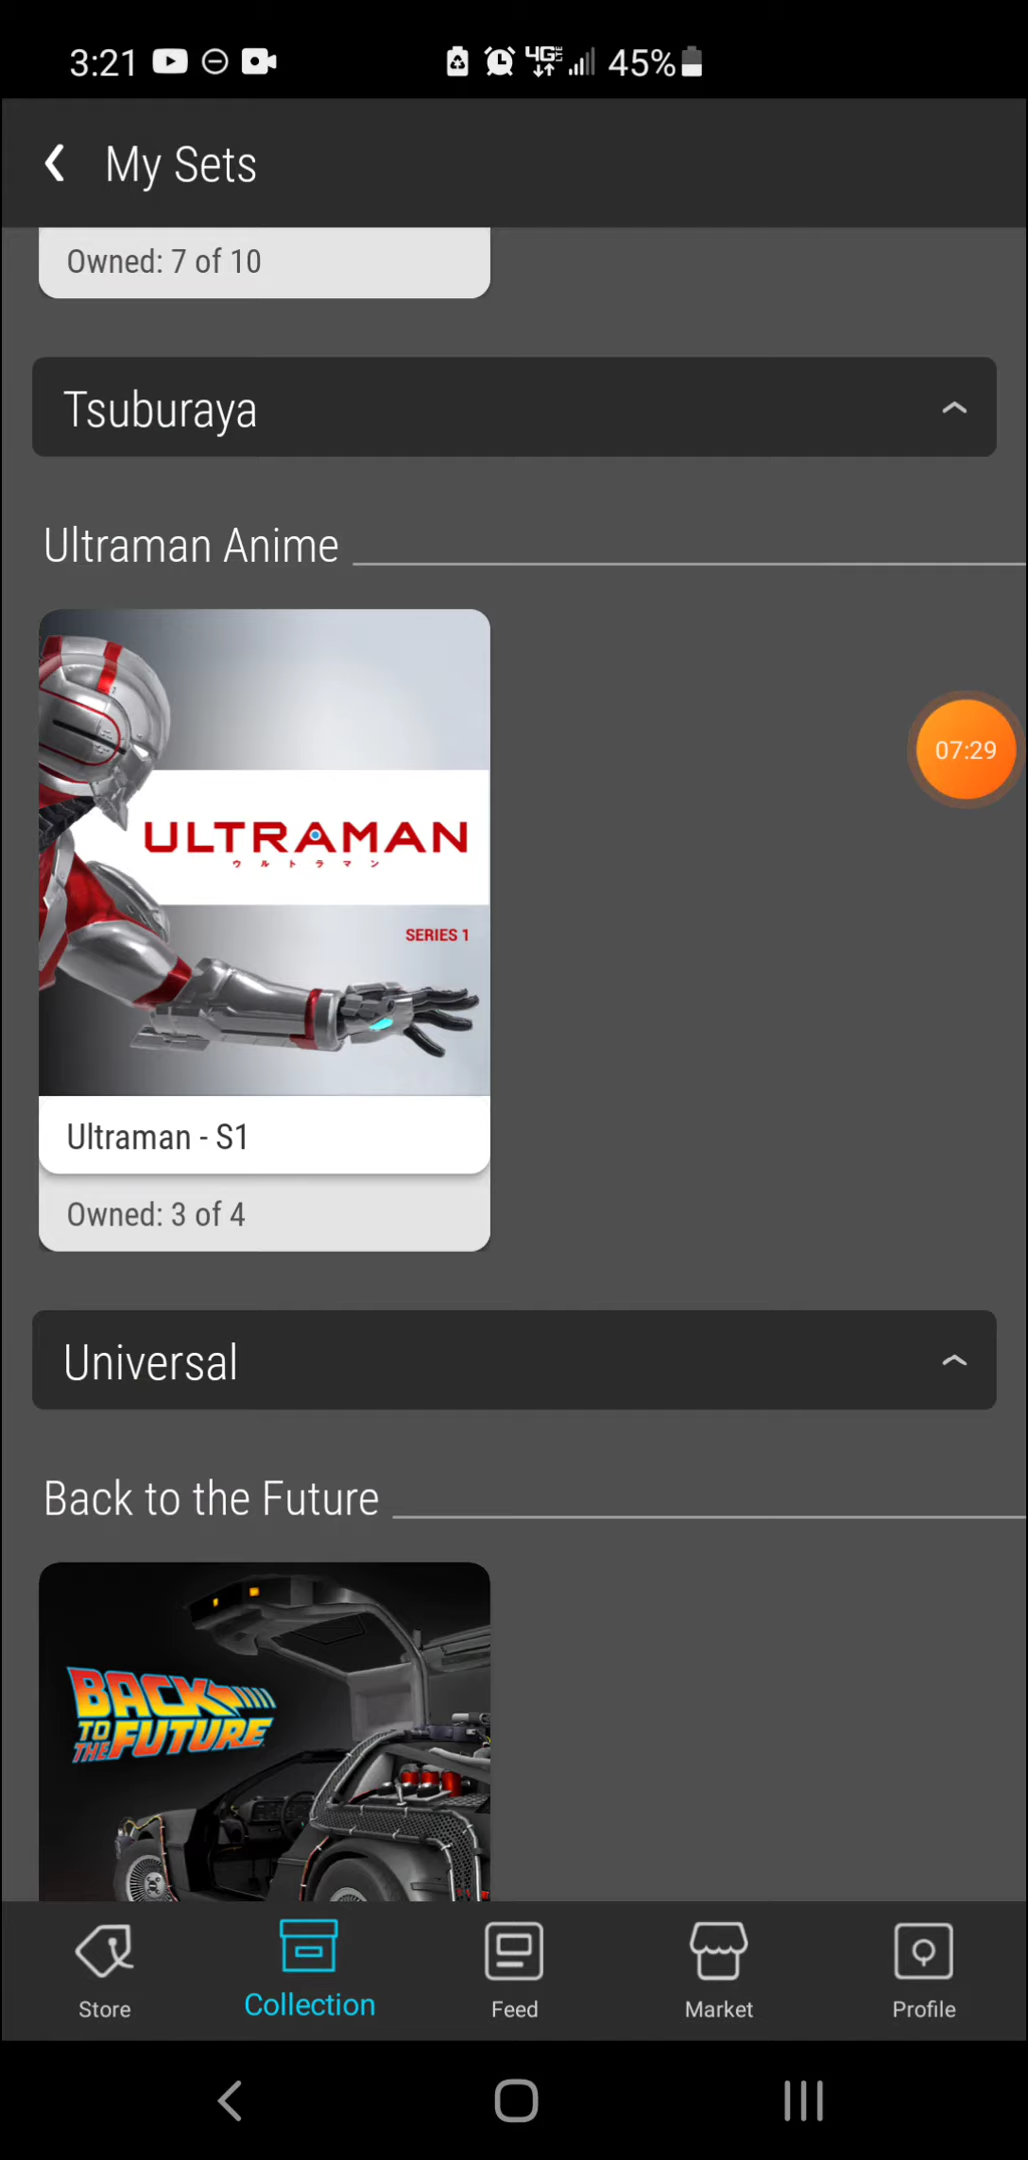 3:21
4G LTE 45%
My Sets
Owned: 7 of 10
Tsuburaya
Ultraman Anime
07:29
ULTRAMAN
ウルトラマン
SERIES 1
Ultraman - S1
Owned: 3 of 4
Universal
Back to the Future
BACK
TO THE FUTURE
Store
Collection
Feed
Market
Profile